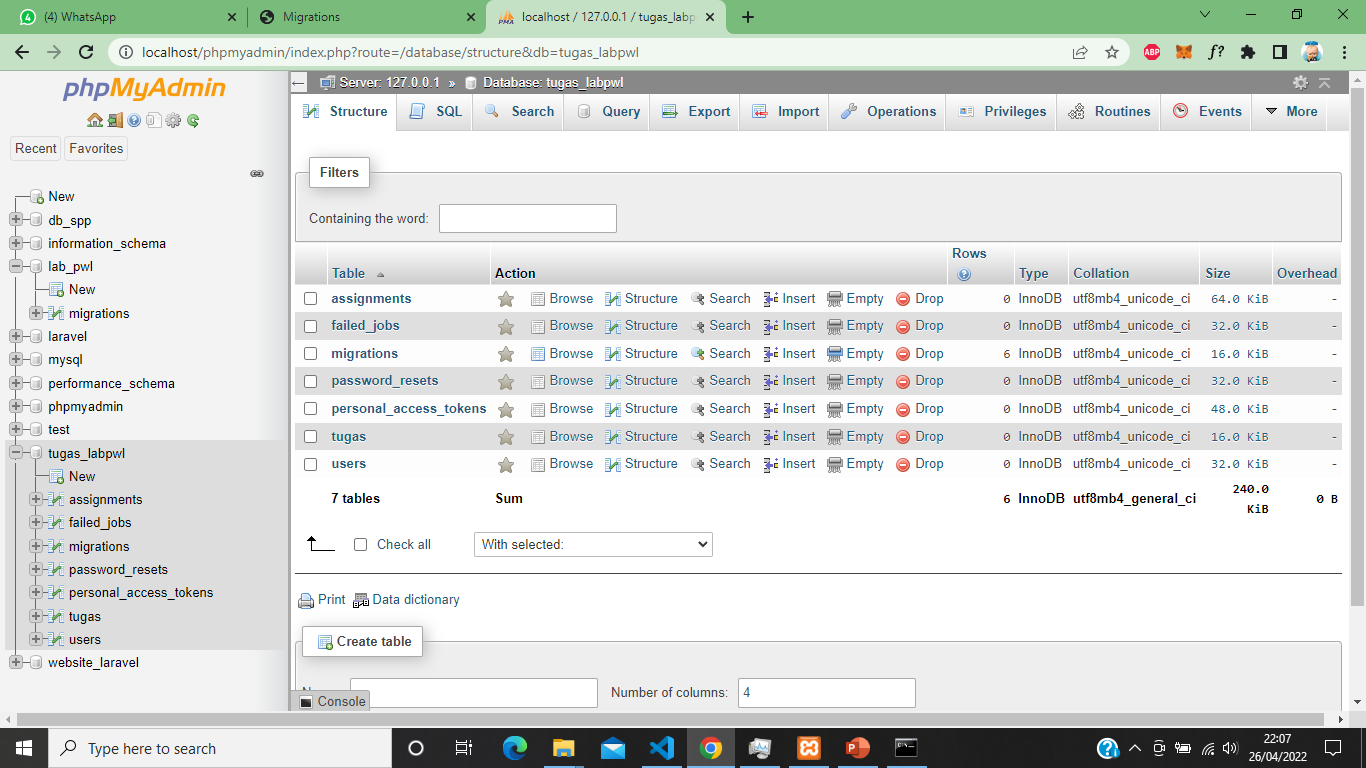 (4) WhatsApp
Migrations
localhost / 127.0.0.1 / tugas_labp
localhost/phpmyadmin/index.php?route=/database/structure&db=tugas_labpwl
ABP
f?
phpMyAdmin
Recent Favorites
New
db_spp
information_schema
lab_pwl
New
migrations
laravel
mysql
performance_schema
phpmyadmin
test
tugas_labpwl
New
assignments
failed_jobs
migrations
password_resets
personal_access_tokens
tugas
users
website_laravel
Server: 127.0.0.1 » Database: tugas_labpwl
Structure SQL Search Query Export Import Operations Privileges Routines Events More
Filters
Containing the word:
Table Action Rows Type Collation Size Overhead
assignments Browse Structure Search Insert Empty Drop 0 InnoDB utf8mb4_unicode_ci 64.0 KiB -
failed_jobs Browse Structure Search Insert Empty Drop 0 InnoDB utf8mb4_unicode_ci 32.0 KiB -
migrations Browse Structure Search Insert Empty Drop 6 InnoDB utf8mb4_unicode_ci 16.0 KiB -
password_resets Browse Structure Search Insert Empty Drop 0 InnoDB utf8mb4_unicode_ci 32.0 KiB -
personal_access_tokens Browse Structure Search Insert Empty Drop 0 InnoDB utf8mb4_unicode_ci 48.0 KiB -
tugas Browse Structure Search Insert Empty Drop 0 InnoDB utf8mb4_unicode_ci 16.0 KiB -
users Browse Structure Search Insert Empty Drop 0 InnoDB utf8mb4_unicode_ci 32.0 KiB -
7 tables Sum 6 InnoDB utf8mb4_general_ci 240.0 KiB 0 B
Check all With selected:
Print Data dictionary
Create table
Number of columns: 4
Console
Type here to search
22:07
26/04/2022